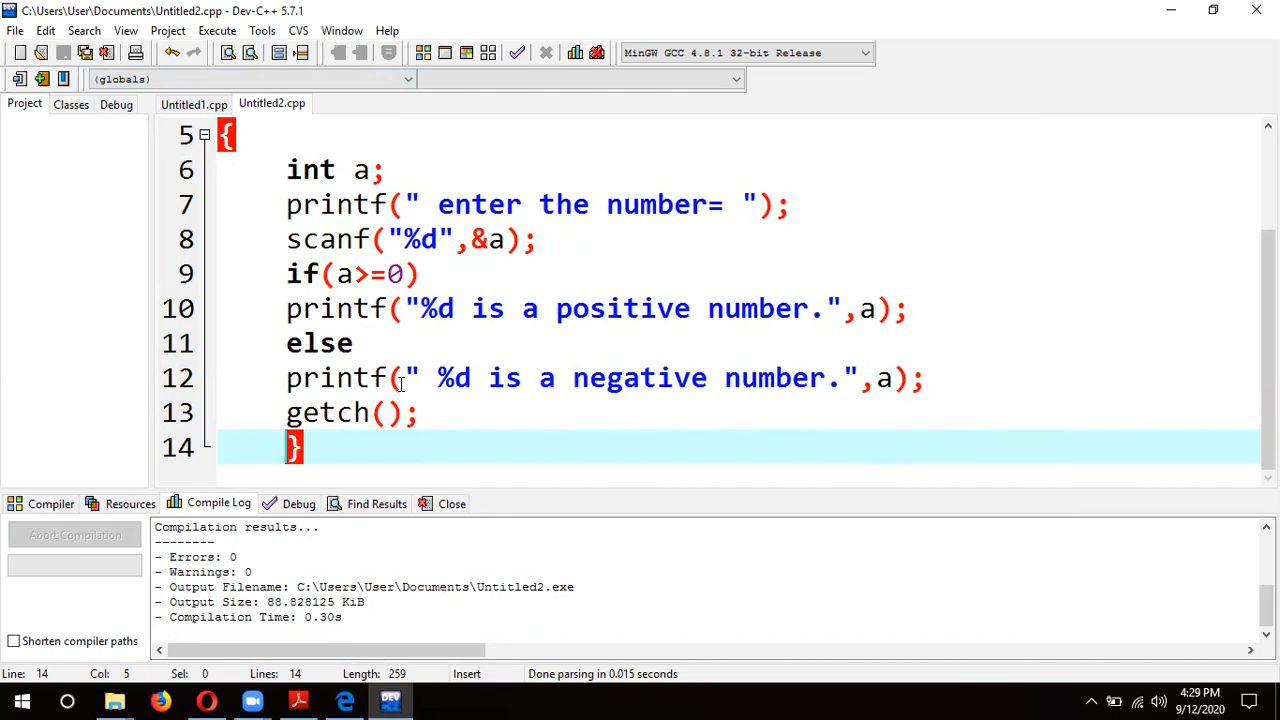 C:\Users\User\Documents\Untitled2.cpp - Dev-C++ 5.7.1
File Edit Search View Project Execute Tools CVS Window Help
MinGW GCC 4.8.1 32-bit Release
(globals)
Project Classes Debug Untitled1.cpp Untitled2.cpp
5 {
6 int a;
7 printf(" enter the number= ");
8 scanf("%d",&a);
9 if(a>=0)
10 printf("%d is a positive number.",a);
11 else
12 printf(" %d is a negative number.",a);
13 getch();
14 }
Compiler Resources Compile Log Debug Find Results Close
Abort Compilation
Shorten compiler paths
Compilation results...
--------
- Errors: 0
- Warnings: 0
- Output Filename: C:\Users\User\Documents\Untitled2.exe
- Output Size: 88.828125 KiB
- Compilation Time: 0.30s
Line: 14 Col: 5 Sel: 0 Lines: 14 Length: 259 Insert Done parsing in 0.015 seconds
DEV
4:29 PM
9/12/2020